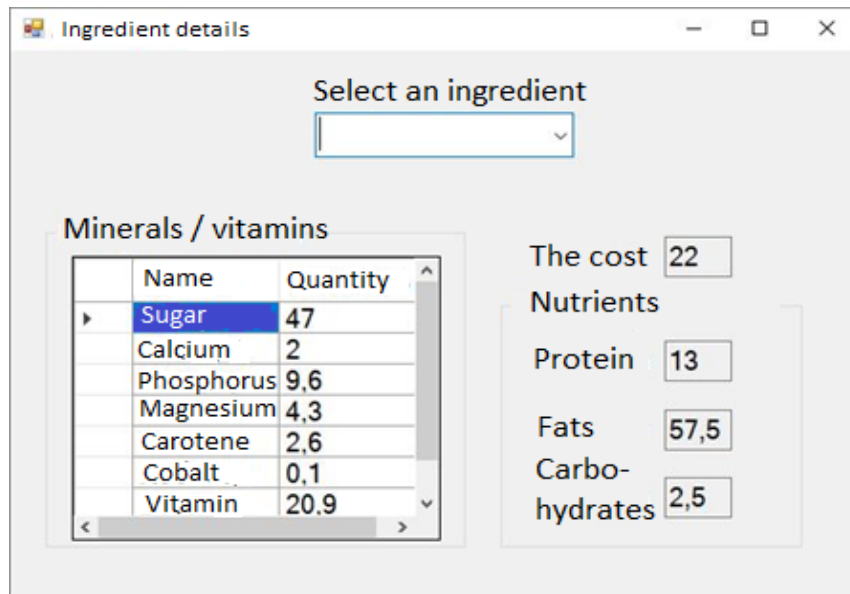 Ingredient details
Select an ingredient
Minerals / vitamins
Name Quantity
Sugar 47
Calcium 2
Phosphorus 9,6
Magnesium 4,3
Carotene 2,6
Cobalt 0,1
Vitamin 20,9
The cost 22
Nutrients
Protein 13
Fats 57,5
Carbo-
hydrates 2,5